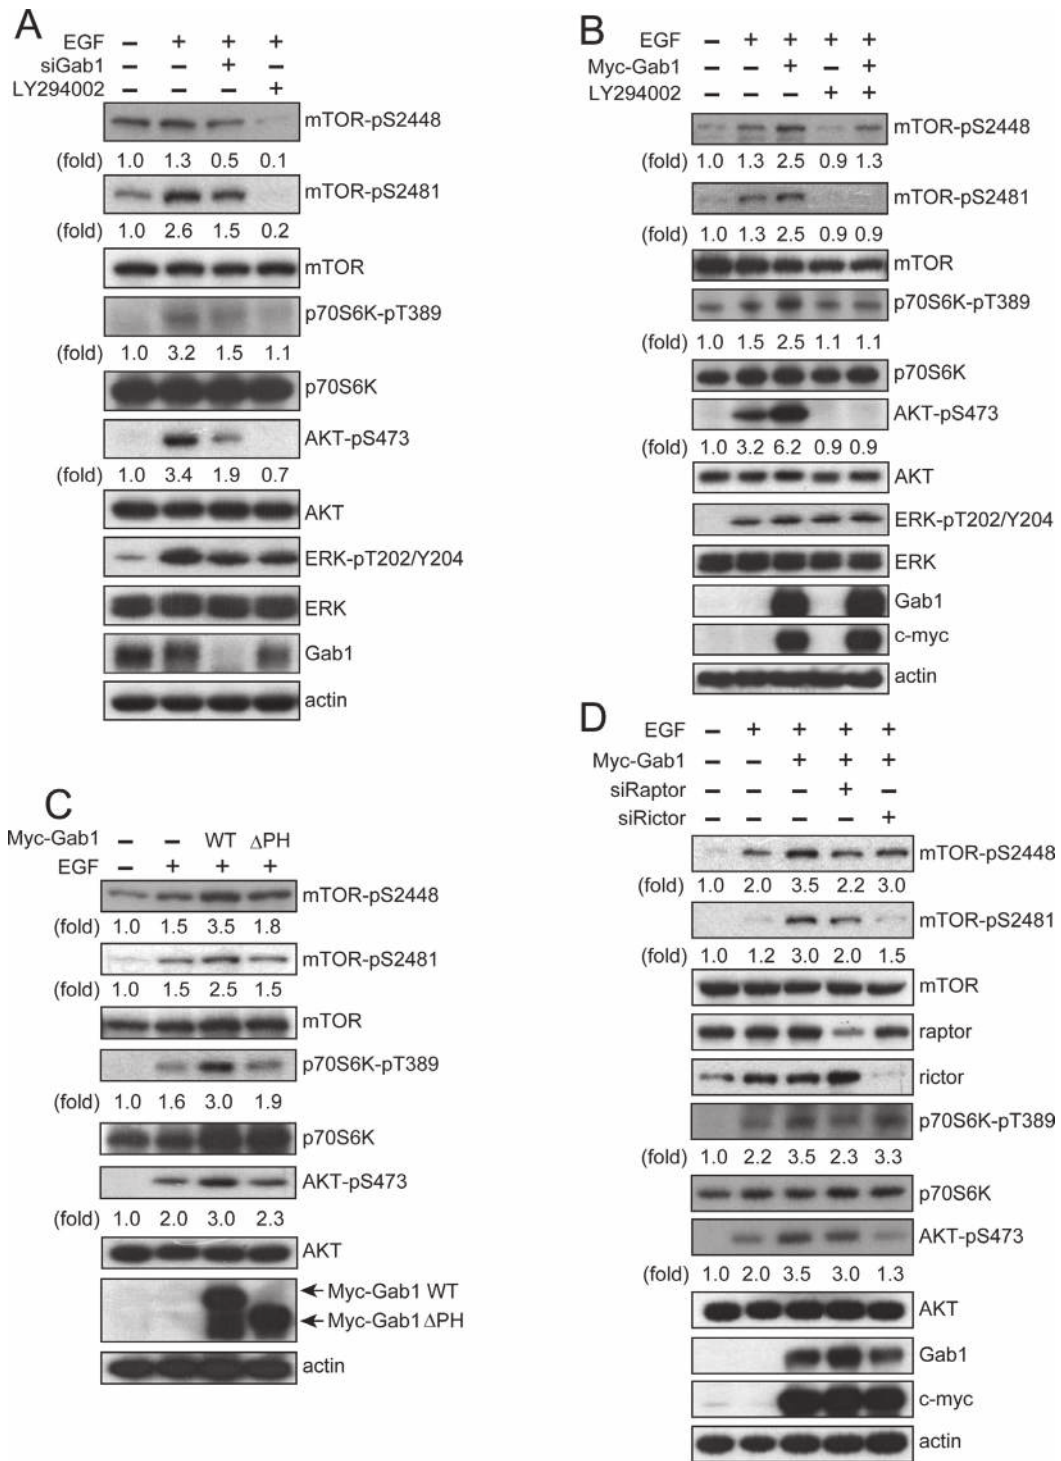 A
EGF – + + +
siGab1 – – + –
LY294002 – – – +
mTOR-pS2448
(fold) 1.0 1.3 0.5 0.1
mTOR-pS2481
(fold) 1.0 2.6 1.5 0.2
mTOR
p70S6K-pT389
(fold) 1.0 3.2 1.5 1.1
p70S6K
AKT-pS473
(fold) 1.0 3.4 1.9 0.7
AKT
ERK-pT202/Y204
ERK
Gab1
actin
B
EGF – + + + +
Myc-Gab1 – – + – +
LY294002 – – – + +
mTOR-pS2448
(fold) 1.0 1.3 2.5 0.9 1.3
mTOR-pS2481
(fold) 1.0 1.3 2.5 0.9 0.9
mTOR
p70S6K-pT389
(fold) 1.0 1.5 2.5 1.1 1.1
p70S6K
AKT-pS473
(fold) 1.0 3.2 6.2 0.9 0.9
AKT
ERK-pT202/Y204
ERK
Gab1
c-myc
actin
C
Myc-Gab1 – – WT ΔPH
EGF – + + +
mTOR-pS2448
(fold) 1.0 1.5 3.5 1.8
mTOR-pS2481
(fold) 1.0 1.5 2.5 1.5
mTOR
p70S6K-pT389
(fold) 1.0 1.6 3.0 1.9
p70S6K
AKT-pS473
(fold) 1.0 2.0 3.0 2.3
AKT
Myc-Gab1 WT
Myc-Gab1 ΔPH
actin
D
EGF – + + + +
Myc-Gab1 – – + + +
siRaptor – – – + –
siRictor – – – – +
mTOR-pS2448
(fold) 1.0 2.0 3.5 2.2 3.0
mTOR-pS2481
(fold) 1.0 1.2 3.0 2.0 1.5
mTOR
raptor
rictor
p70S6K-pT389
(fold) 1.0 2.2 3.5 2.3 3.3
p70S6K
AKT-pS473
(fold) 1.0 2.0 3.5 3.0 1.3
AKT
Gab1
c-myc
actin